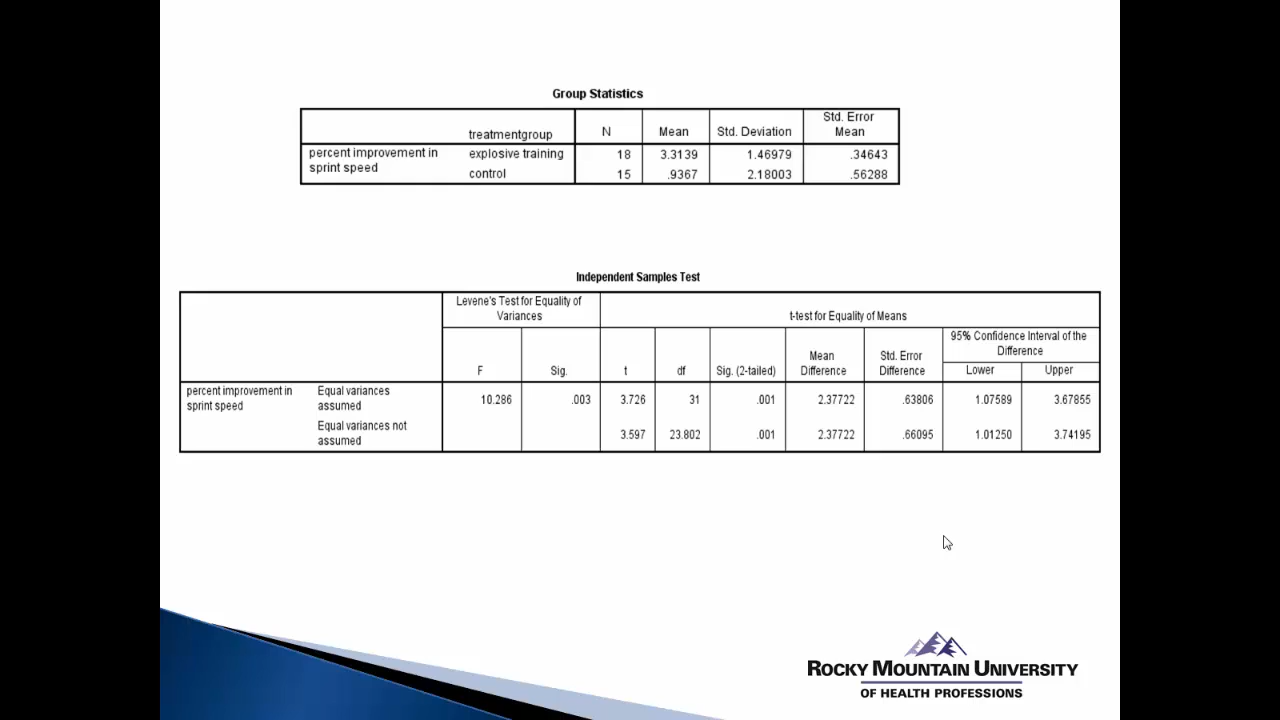 Group Statistics
treatmentgroup N Mean Std. Deviation Std. Error Mean
percent improvement in sprint speed explosive training 18 3.3139 1.46979 .34643
control 15 .9367 2.18003 .56288
Independent Samples Test
Levene's Test for Equality of Variances t-test for Equality of Means
F Sig. t df Sig. (2-tailed) Mean Difference Std. Error Difference 95% Confidence Interval of the Difference
Lower Upper
percent improvement in sprint speed Equal variances assumed 10.286 .003 3.726 31 .001 2.37722 .63806 1.07589 3.67855
Equal variances not assumed 3.597 23.802 .001 2.37722 .66095 1.01250 3.74195
ROCKY MOUNTAIN UNIVERSITY
OF HEALTH PROFESSIONS